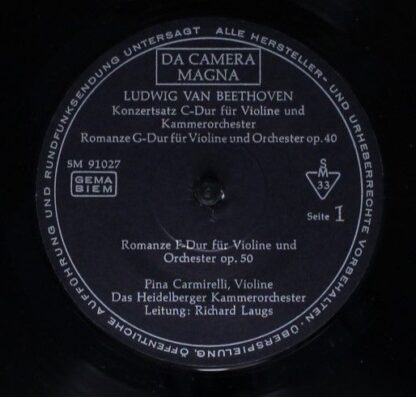 ALLE HERSTELLER- UND URHEBERRECHTE VORBEHALTEN · ÜBERSPIELUNG, ÖFFENTLICHE AUFFÜHRUNG UND RUNDFUNKSENDUNG UNTERSAGT
DA CAMERA
MAGNA
LUDWIG VAN BEETHOVEN
Konzertsatz C-Dur für Violine und
Kammerorchester
Romanze G-Dur für Violine und Orchester op. 40
SM 91027
GEMA
BIEM
S
M
33
Seite 1
Romanze F-Dur für Violine und
Orchester op. 50
Pina Carmirelli, Violine
Das Heidelberger Kammerorchester
Leitung: Richard Laugs